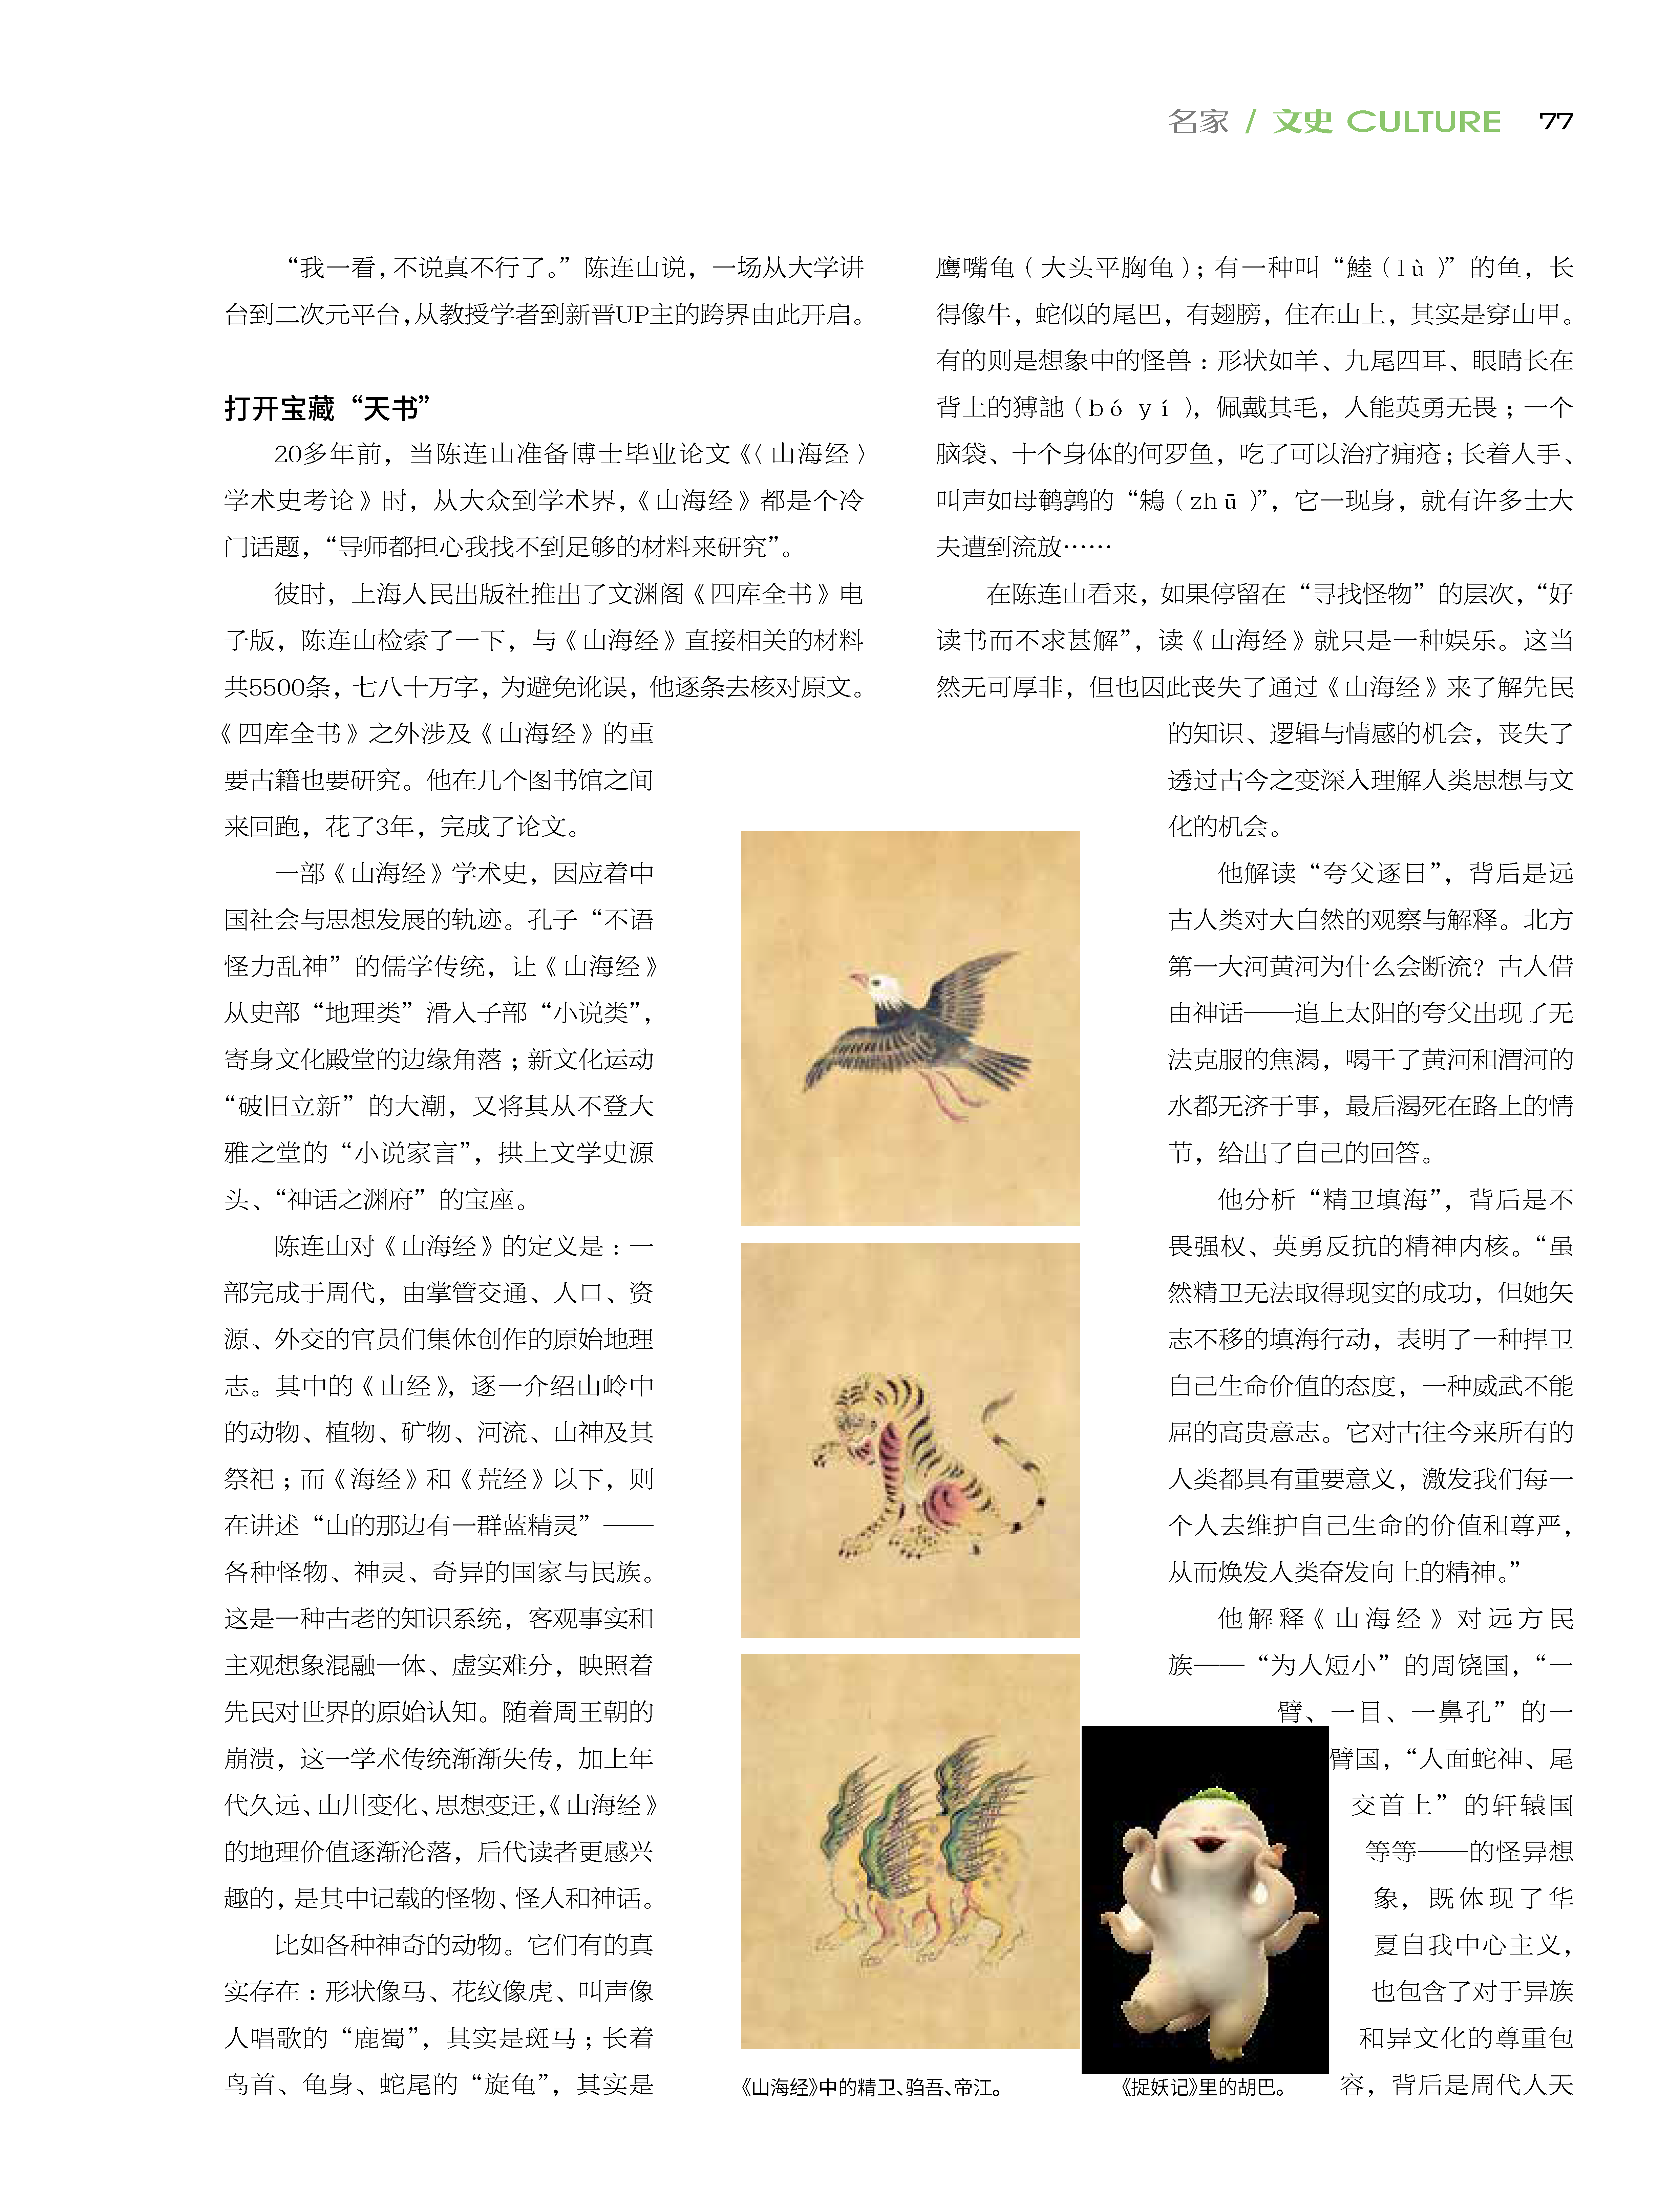 名家 / 文史 CULTURE 77
“我一看，不说真不行了。”陈连山说，一场从大学讲
台到二次元平台，从教授学者到新晋UP主的跨界由此开启。
打开宝藏“天书”
20多年前，当陈连山准备博士毕业论文《〈山海经〉
学术史考论》时，从大众到学术界，《山海经》都是个冷
门话题，“导师都担心我找不到足够的材料来研究”。
彼时，上海人民出版社推出了文渊阁《四库全书》电
子版，陈连山检索了一下，与《山海经》直接相关的材料
共5500条，七八十万字，为避免讹误，他逐条去核对原文。
《四库全书》之外涉及《山海经》的重
要古籍也要研究。他在几个图书馆之间
来回跑，花了3年，完成了论文。
一部《山海经》学术史，因应着中
国社会与思想发展的轨迹。孔子“不语
怪力乱神”的儒学传统，让《山海经》
从史部“地理类”滑入子部“小说类”，
寄身文化殿堂的边缘角落；新文化运动
“破旧立新”的大潮，又将其从不登大
雅之堂的“小说家言”，拱上文学史源
头、“神话之渊府”的宝座。
陈连山对《山海经》的定义是：一
部完成于周代，由掌管交通、人口、资
源、外交的官员们集体创作的原始地理
志。其中的《山经》，逐一介绍山岭中
的动物、植物、矿物、河流、山神及其
祭祀；而《海经》和《荒经》以下，则
在讲述“山的那边有一群蓝精灵”——
各种怪物、神灵、奇异的国家与民族。
这是一种古老的知识系统，客观事实和
主观想象混融一体、虚实难分，映照着
先民对世界的原始认知。随着周王朝的
崩溃，这一学术传统渐渐失传，加上年
代久远、山川变化、思想变迁，《山海经》
的地理价值逐渐沦落，后代读者更感兴
趣的，是其中记载的怪物、怪人和神话。
比如各种神奇的动物。它们有的真
实存在：形状像马、花纹像虎、叫声像
人唱歌的“鹿蜀”，其实是斑马；长着
鸟首、龟身、蛇尾的“旋龟”，其实是
鹰嘴龟（大头平胸龟）；有一种叫“鯥（lù）”的鱼，长
得像牛，蛇似的尾巴，有翅膀，住在山上，其实是穿山甲。
有的则是想象中的怪兽：形状如羊、九尾四耳、眼睛长在
背上的猼訑（bó yí），佩戴其毛，人能英勇无畏；一个
脑袋、十个身体的何罗鱼，吃了可以治疗痈疮；长着人手、
叫声如母鹌鹑的“鴸（zhū）”，它一现身，就有许多士大
夫遭到流放……
在陈连山看来，如果停留在“寻找怪物”的层次，“好
读书而不求甚解”，读《山海经》就只是一种娱乐。这当
然无可厚非，但也因此丧失了通过《山海经》来了解先民
的知识、逻辑与情感的机会，丧失了
透过古今之变深入理解人类思想与文
化的机会。
他解读“夸父逐日”，背后是远
古人类对大自然的观察与解释。北方
第一大河黄河为什么会断流？古人借
由神话——追上太阳的夸父出现了无
法克服的焦渴，喝干了黄河和渭河的
水都无济于事，最后渴死在路上的情
节，给出了自己的回答。
他分析“精卫填海”，背后是不
畏强权、英勇反抗的精神内核。“虽
然精卫无法取得现实的成功，但她矢
志不移的填海行动，表明了一种捍卫
自己生命价值的态度，一种威武不能
屈的高贵意志。它对古往今来所有的
人类都具有重要意义，激发我们每一
个人去维护自己生命的价值和尊严，
从而焕发人类奋发向上的精神。”
他解释《山海经》对远方民
族——“为人短小”的周饶国，“一
臂、一目、一鼻孔”的一
臂国，“人面蛇神、尾
交首上”的轩辕国
等等——的怪异想
象，既体现了华
夏自我中心主义，
也包含了对于异族
和异文化的尊重包
容，背后是周代人天
《山海经》中的精卫、驺吾、帝江。
《捉妖记》里的胡巴。